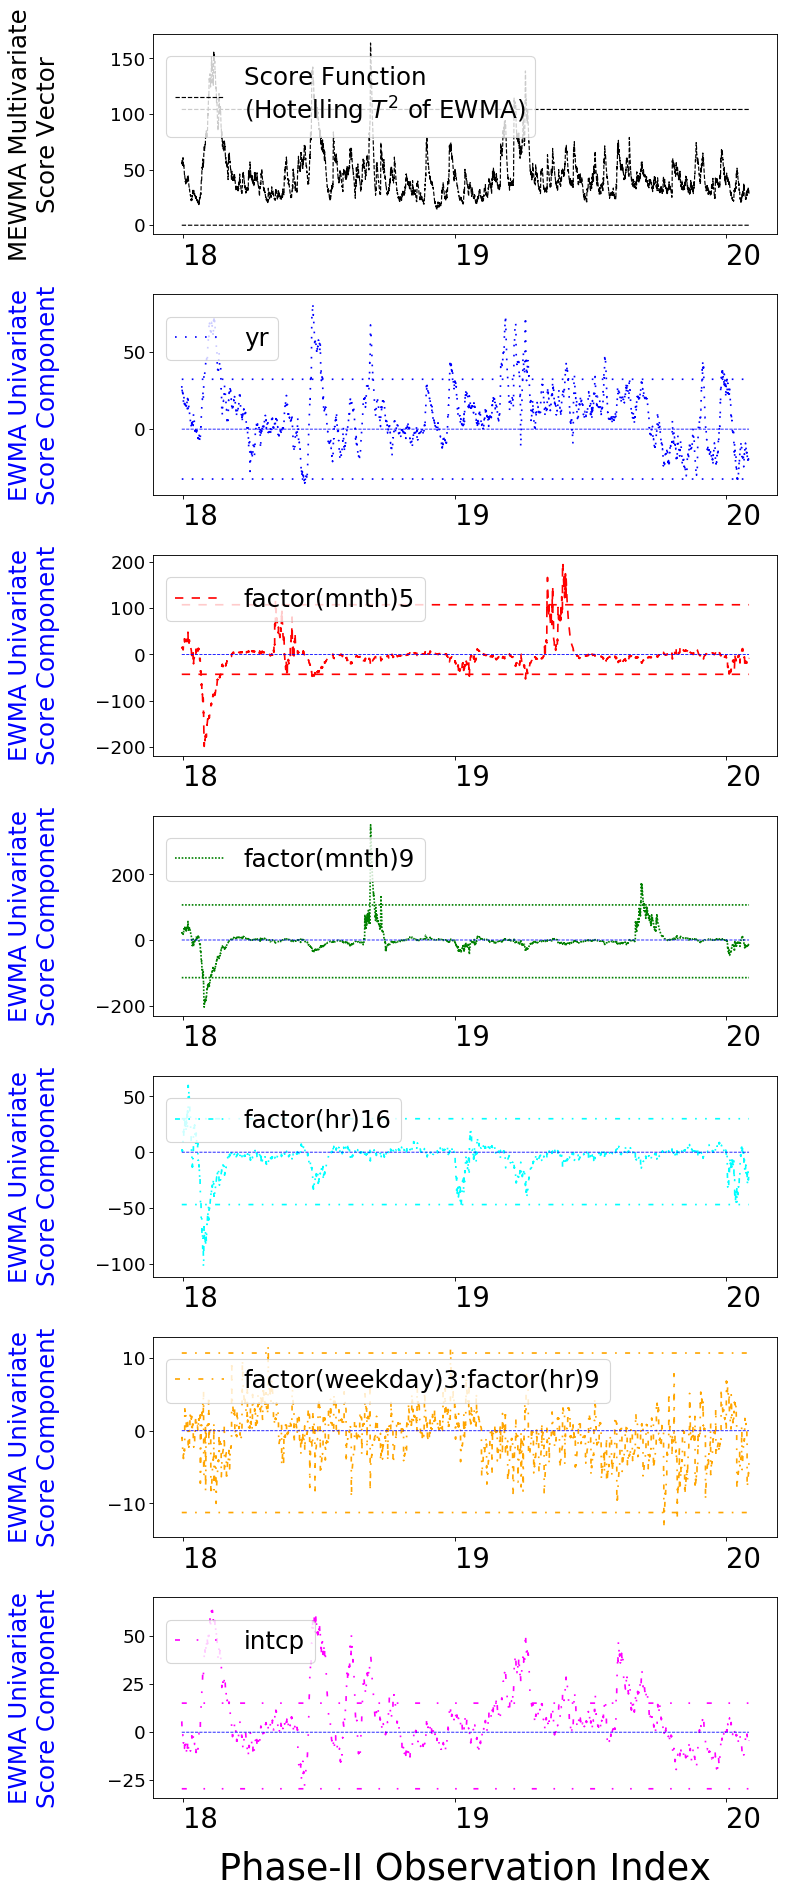 MEWMA Multivariate
Score Vector
150
100
50
0
Score Function
(Hotelling T² of EWMA)
18 19 20
EWMA Univariate
Score Component
50
0
yr
18 19 20
EWMA Univariate
Score Component
200
100
0
−100
−200
factor(mnth)5
18 19 20
EWMA Univariate
Score Component
200
0
−200
factor(mnth)9
18 19 20
EWMA Univariate
Score Component
50
0
−50
−100
factor(hr)16
18 19 20
EWMA Univariate
Score Component
10
0
−10
factor(weekday)3:factor(hr)9
18 19 20
EWMA Univariate
Score Component
50
25
0
−25
intcp
18 19 20
Phase-II Observation Index